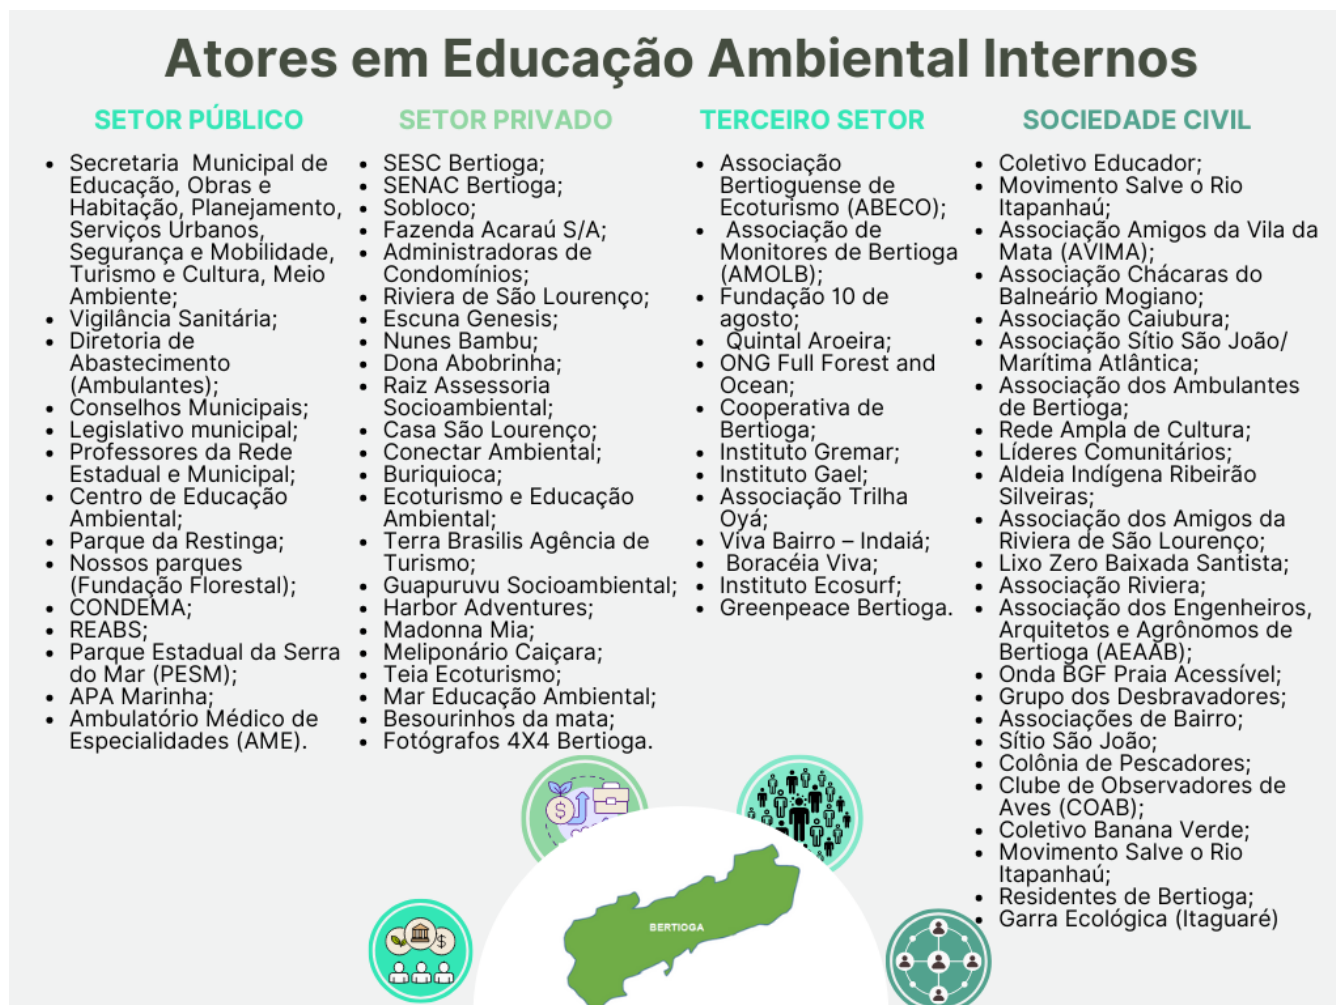 Atores em Educação Ambiental Internos
SETOR PÚBLICO
• Secretaria Municipal de
Educação, Obras e
Habitação, Planejamento,
Serviços Urbanos,
Segurança e Mobilidade,
Turismo e Cultura, Meio
Ambiente;
• Vigilância Sanitária;
• Diretoria de
Abastecimento
(Ambulantes);
• Conselhos Municipais;
• Legislativo municipal;
• Professores da Rede
Estadual e Municipal;
• Centro de Educação
Ambiental;
• Parque da Restinga;
• Nossos parques
(Fundação Florestal);
• CONDEMA;
• REABS;
• Parque Estadual da Serra
do Mar (PESM);
• APA Marinha;
• Ambulatório Médico de
Especialidades (AME).
SETOR PRIVADO
• SESC Bertioga;
• SENAC Bertioga;
• Sobloco;
• Fazenda Acaraú S/A;
• Administradoras de
Condomínios;
• Riviera de São Lourenço;
• Escuna Genesis;
• Nunes Bambu;
• Dona Abobrinha;
• Raiz Assessoria
Socioambiental;
• Casa São Lourenço;
• Conectar Ambiental;
• Buriquioca;
• Ecoturismo e Educação
Ambiental;
• Terra Brasilis Agência de
Turismo;
• Guapuruvu Socioambiental;
• Harbor Adventures;
• Madonna Mia;
• Meliponário Caiçara;
• Teia Ecoturismo;
• Mar Educação Ambiental;
• Besourinhos da mata;
• Fotógrafos 4X4 Bertioga.
TERCEIRO SETOR
• Associação
Bertioguense de
Ecoturismo (ABECO);
• Associação de
Monitores de Bertioga
(AMOLB);
• Fundação 10 de
agosto;
• Quintal Aroeira;
• ONG Full Forest and
Ocean;
• Cooperativa de
Bertioga;
• Instituto Gremar;
• Instituto Gael;
• Associação Trilha
Oyá;
• Viva Bairro – Indaiá;
• Boracéia Viva;
• Instituto Ecosurf;
• Greenpeace Bertioga.
SOCIEDADE CIVIL
• Coletivo Educador;
• Movimento Salve o Rio
Itapanhaú;
• Associação Amigos da Vila da
Mata (AVIMA);
• Associação Chácaras do
Balneário Mogiano;
• Associação Caiubura;
• Associação Sítio São João/
Marítima Atlântica;
• Associação dos Ambulantes
de Bertioga;
• Rede Ampla de Cultura;
• Líderes Comunitários;
• Aldeia Indígena Ribeirão
Silveiras;
• Associação dos Amigos da
Riviera de São Lourenço;
• Lixo Zero Baixada Santista;
• Associação Riviera;
• Associação dos Engenheiros,
Arquitetos e Agrônomos de
Bertioga (AEAAB);
• Onda BGF Praia Acessível;
• Grupo dos Desbravadores;
• Associações de Bairro;
• Sítio São João;
• Colônia de Pescadores;
• Clube de Observadores de
Aves (COAB);
• Coletivo Banana Verde;
• Movimento Salve o Rio
Itapanhaú;
• Residentes de Bertioga;
• Garra Ecológica (Itaguaré)
$
$
BERTIOGA